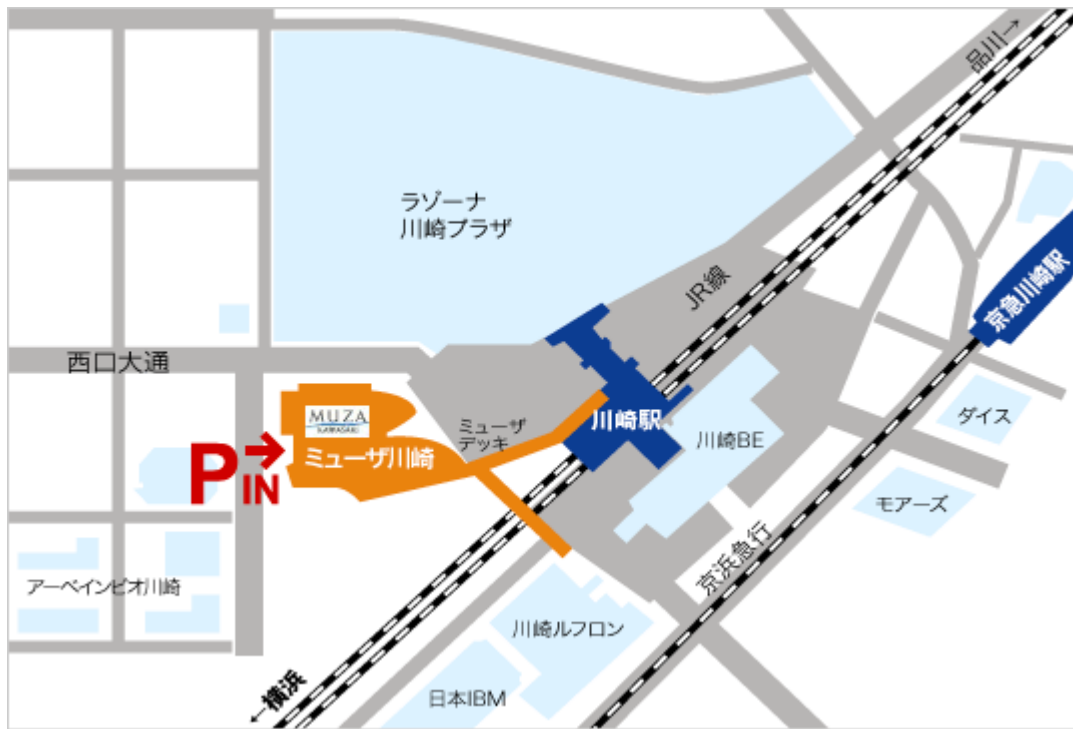 品川→
ラゾーナ
川崎プラザ
JR線
京急川崎駅
西口大通
MUZA
KAWASAKI
ミューザ
デッキ
川崎駅
川崎BE
ダイス
ミューザ川崎
P IN
モアーズ
京浜急行
アーベインビオ川崎
川崎ルフロン
←横浜
日本IBM